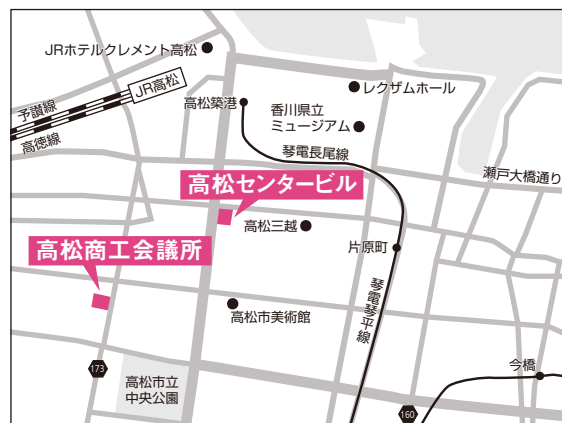 JRホテルクレメント高松
JR高松
予讃線
高徳線
高松築港
レクザムホール
香川県立
ミュージアム
琴電長尾線
瀬戸大橋通り
高松センタービル
高松三越
片原町
高松商工会議所
琴電琴平線
高松市美術館
今橋
173
高松市立
中央公園
160